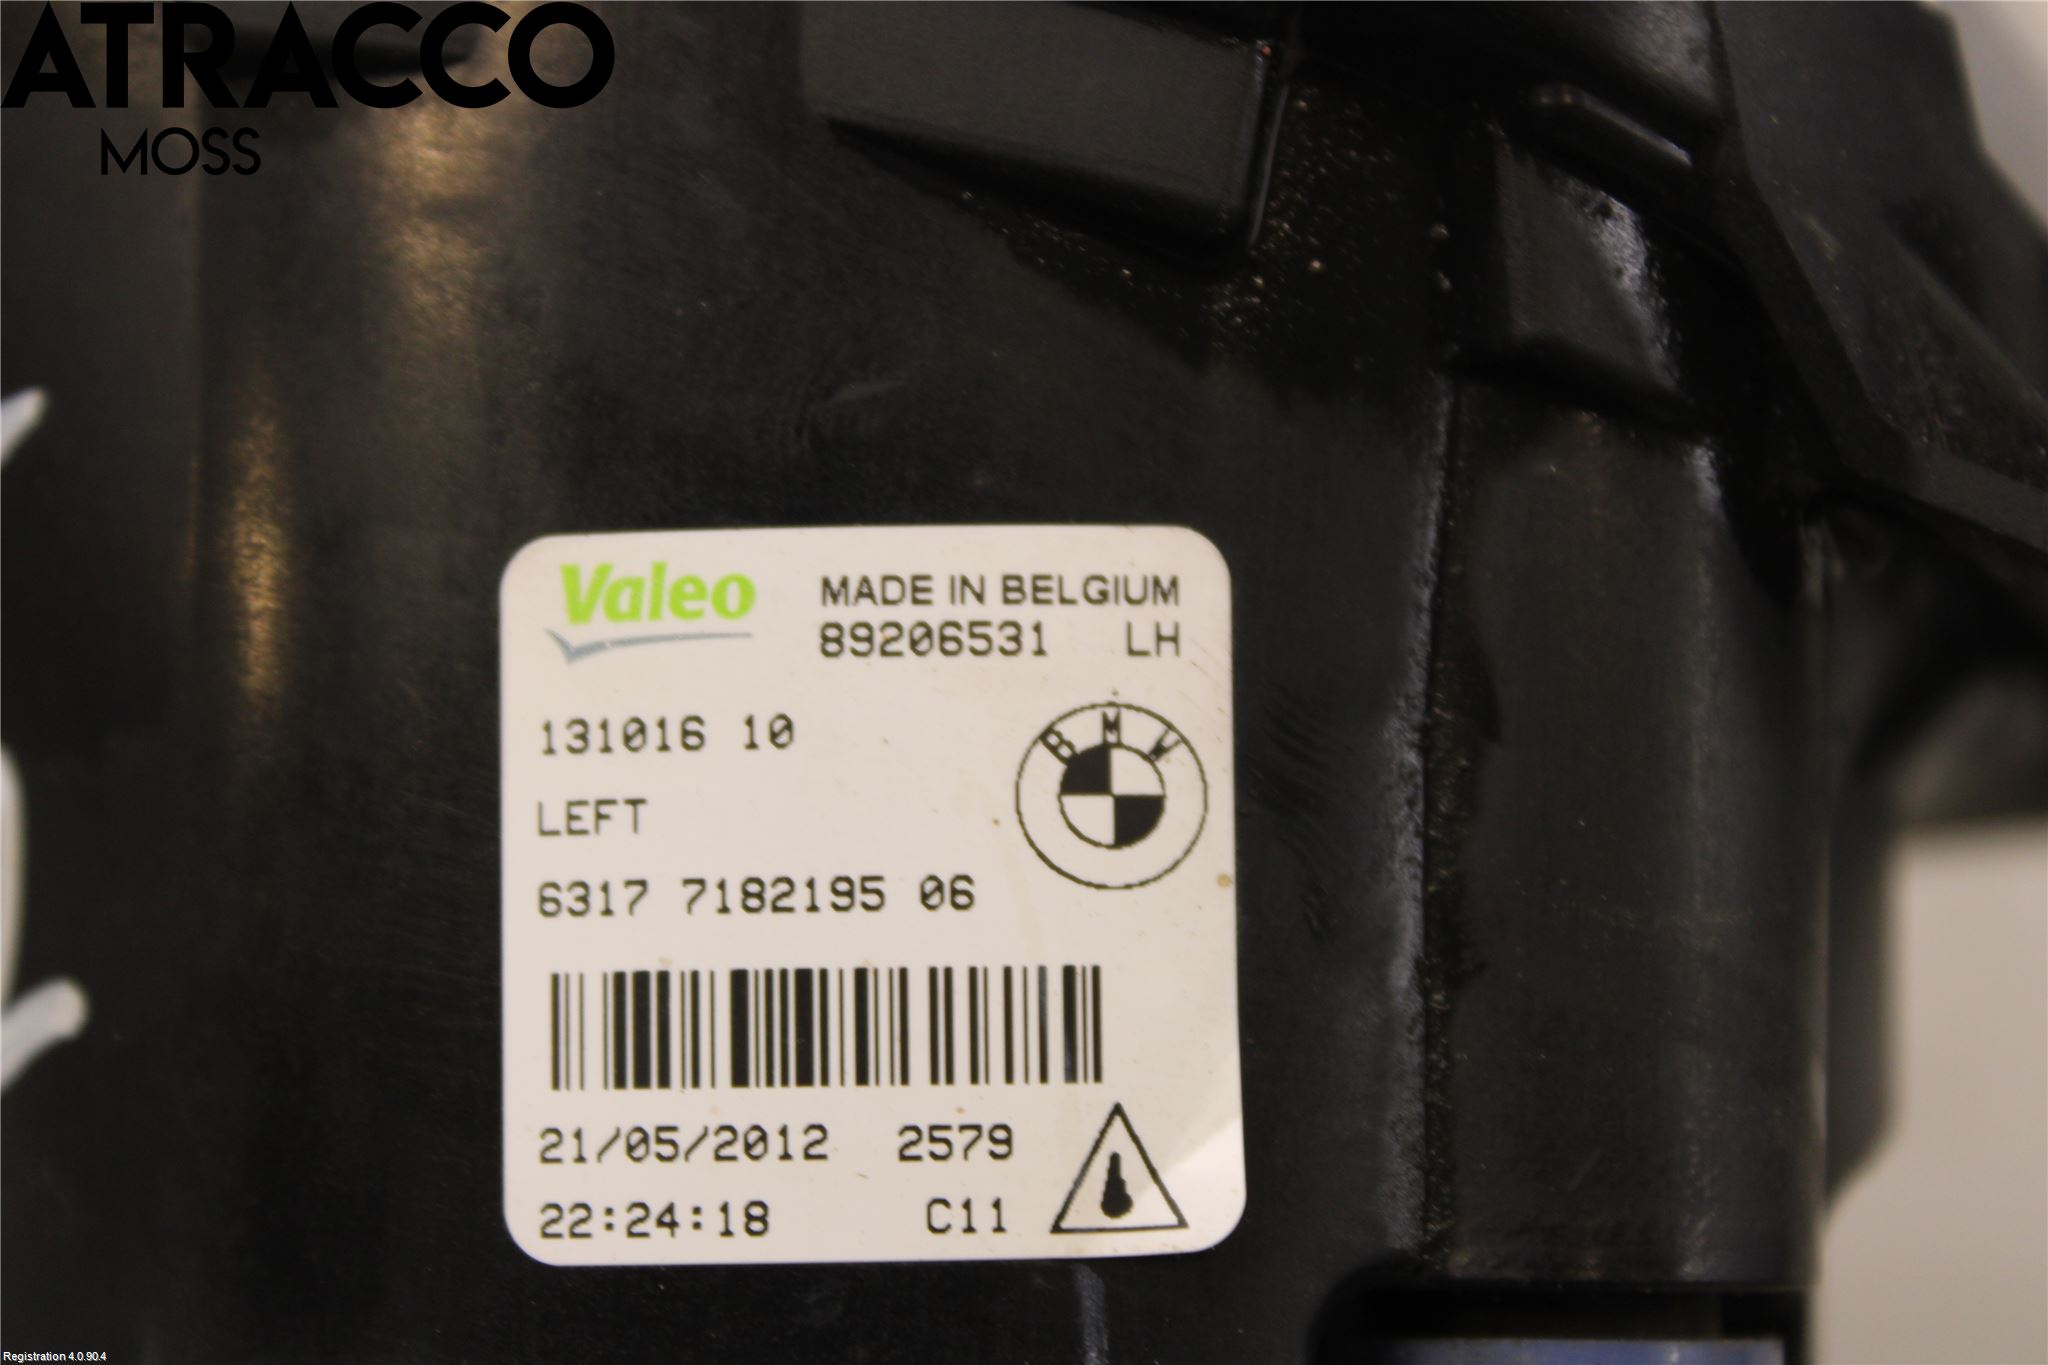 ATRACCO
MOSS
Valeo
MADE IN BELGIUM
89206531 LH
131016 10
BMW
LEFT
6317 7182195 06
21/05/2012 2579
22:24:18 C11
Registration 4.0.90.4